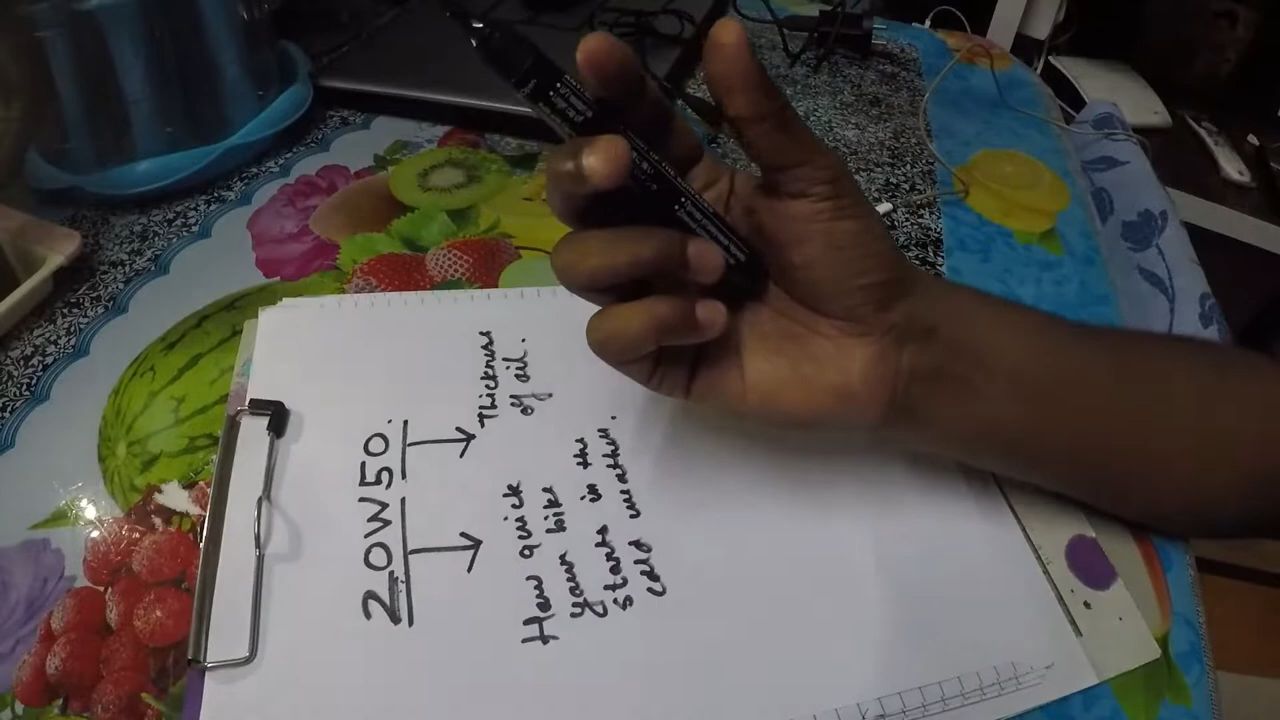 20W50.
Thickness
of oil.
How quick
your bike
starts in the
cold weather.